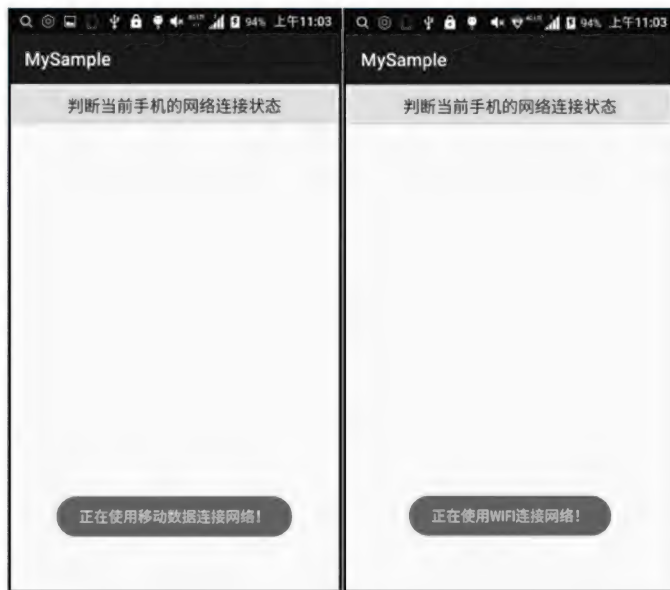 94% 上午11:03
MySample
判断当前手机的网络连接状态
正在使用移动数据连接网络!
94% 上午11:03
MySample
判断当前手机的网络连接状态
正在使用WIFI连接网络!